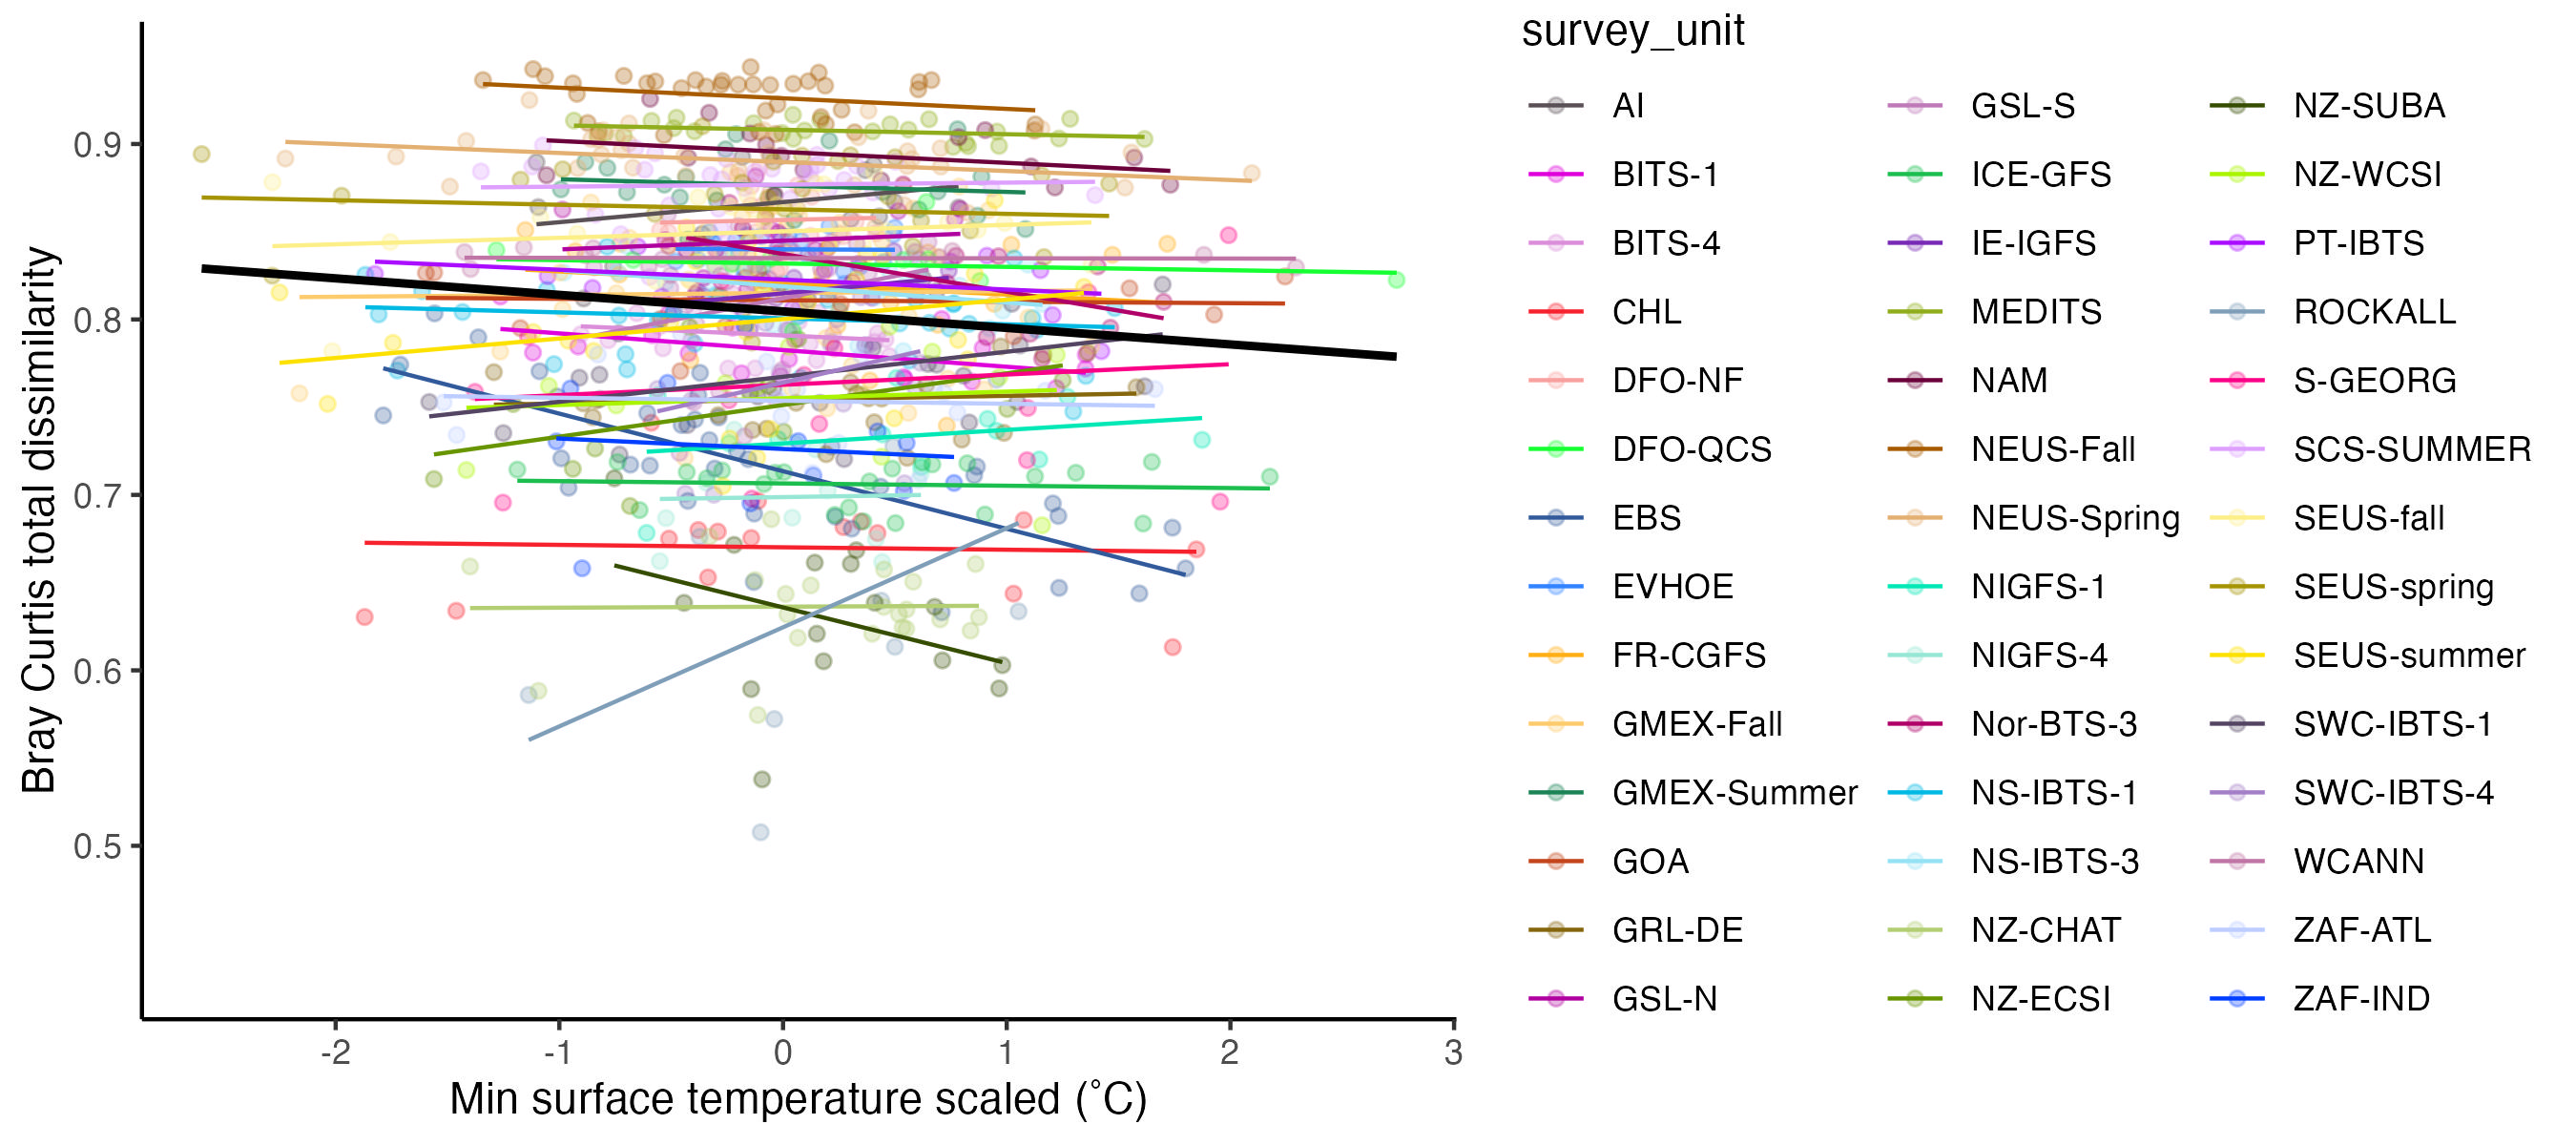 survey_unit
AI
BITS-1
BITS-4
CHL
DFO-NF
DFO-QCS
EBS
EVHOE
FR-CGFS
GMEX-Fall
GMEX-Summer
GOA
GRL-DE
GSL-N
GSL-S
ICE-GFS
IE-IGFS
MEDITS
NAM
NEUS-Fall
NEUS-Spring
NIGFS-1
NIGFS-4
Nor-BTS-3
NS-IBTS-1
NS-IBTS-3
NZ-CHAT
NZ-ECSI
NZ-SUBA
NZ-WCSI
PT-IBTS
ROCKALL
S-GEORG
SCS-SUMMER
SEUS-fall
SEUS-spring
SEUS-summer
SWC-IBTS-1
SWC-IBTS-4
WCANN
ZAF-ATL
ZAF-IND
Bray Curtis total dissimilarity
0.9
0.8
0.7
0.6
0.5
-2 -1 0 1 2 3
Min surface temperature scaled (˚C)